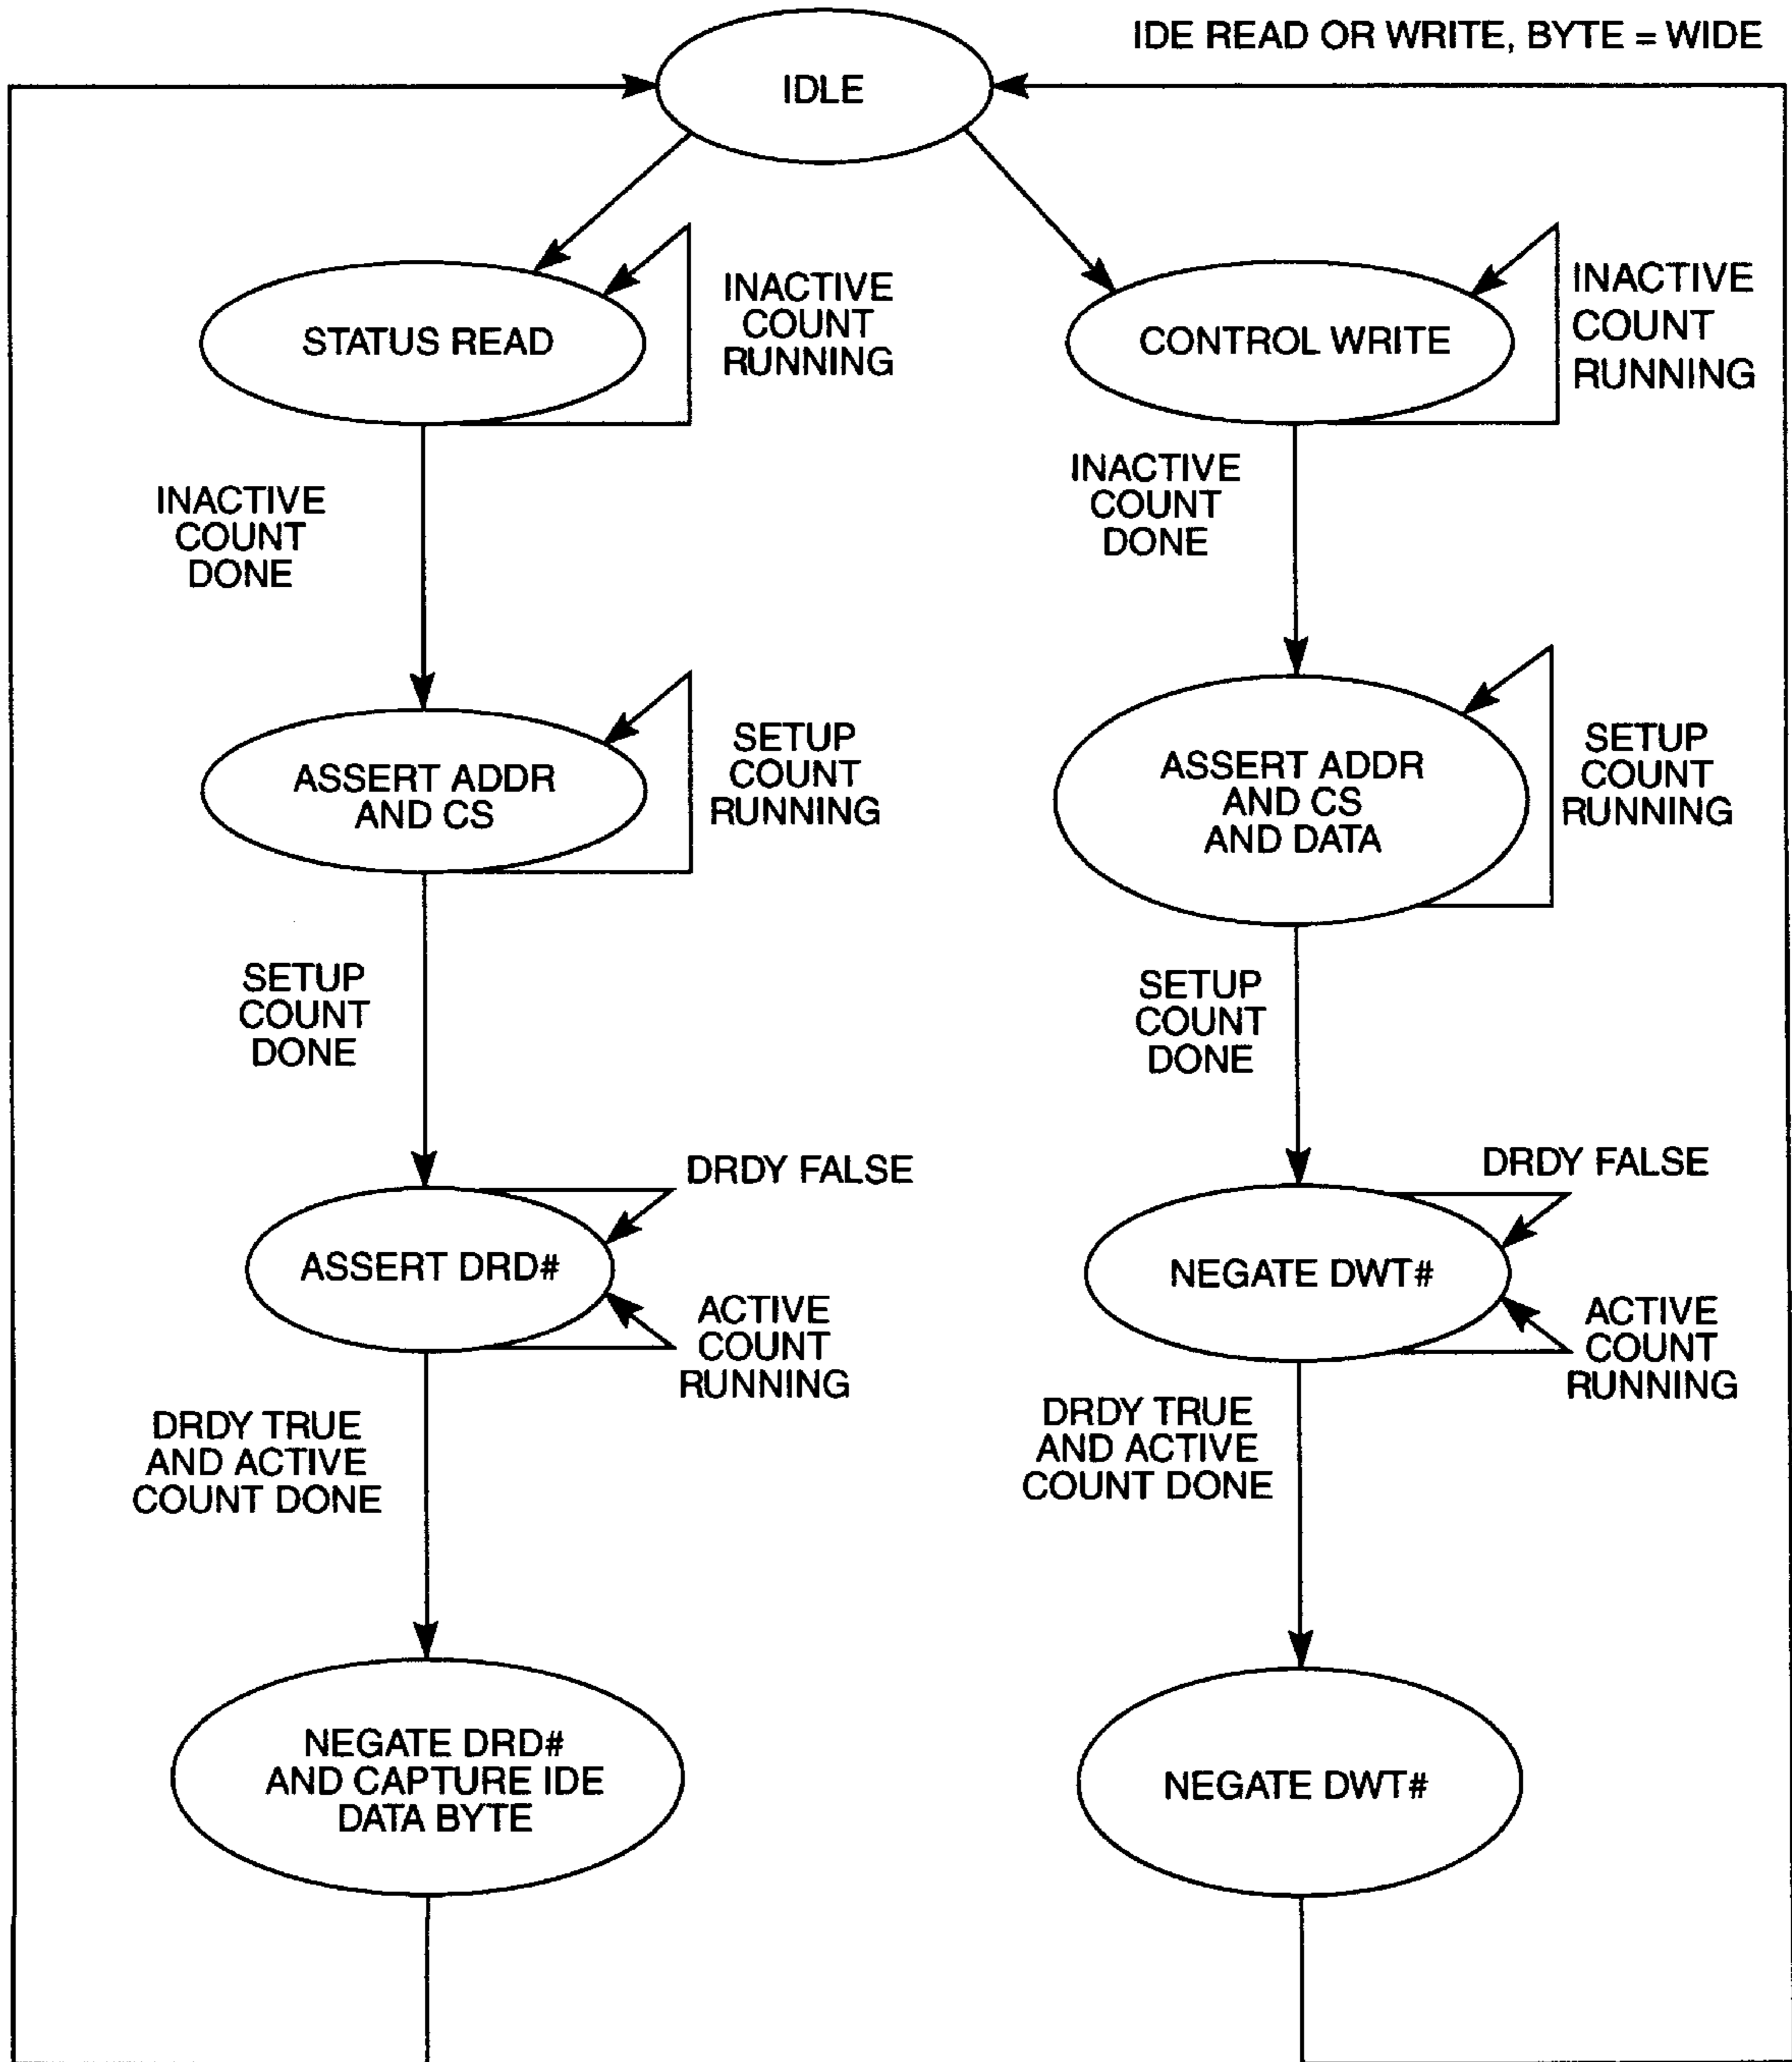 IDE READ OR WRITE, BYTE = WIDE
IDLE
STATUS READ
INACTIVE
COUNT
RUNNING
CONTROL WRITE
INACTIVE
COUNT
RUNNING
INACTIVE
COUNT
DONE
INACTIVE
COUNT
DONE
ASSERT ADDR
AND CS
SETUP
COUNT
RUNNING
ASSERT ADDR
AND CS
AND DATA
SETUP
COUNT
RUNNING
SETUP
COUNT
DONE
SETUP
COUNT
DONE
DRDY FALSE
ASSERT DRD#
ACTIVE
COUNT
RUNNING
DRDY FALSE
NEGATE DWT#
ACTIVE
COUNT
RUNNING
DRDY TRUE
AND ACTIVE
COUNT DONE
DRDY TRUE
AND ACTIVE
COUNT DONE
NEGATE DRD#
AND CAPTURE IDE
DATA BYTE
NEGATE DWT#